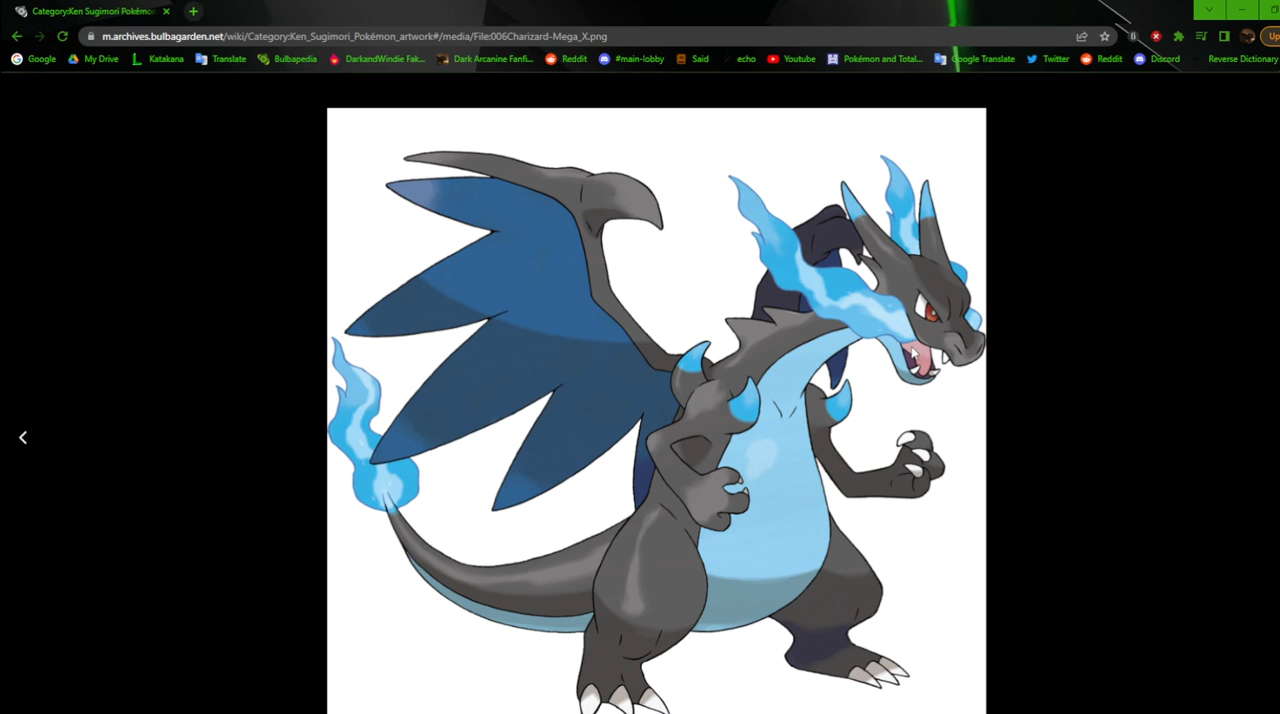 Category:Ken Sugimori Pokémo
m.archives.bulbagarden.net/wiki/Category:Ken_Sugimori_Pokémon_artwork#/media/File:006Charizard-Mega_X.png
Up
Google My Drive Katakana Translate Bulbapedia DarkandWindie Fak... Dark Arcanine Fanfi... Reddit #main-lobby Said echo Youtube Pokémon and Total... Google Translate Twitter Reddit Discord Reverse Dictionary